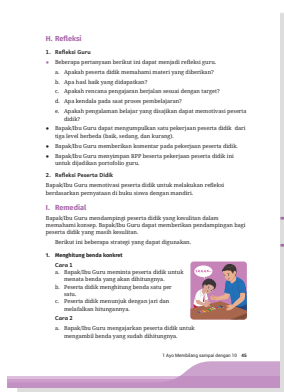 H. Refleksi
1. Refleksi Guru
• Beberapa pertanyaan berikut ini dapat menjadi refleksi guru.
a. Apakah peserta didik memahami materi yang diberikan?
b. Apa hasil baik yang didapatkan?
c. Apakah rencana pengajaran berjalan sesuai dengan target?
d. Apa kendala pada saat proses pembelajaran?
e. Apakah pengalaman belajar yang disajikan dapat memotivasi peserta
didik?
• Bapak/Ibu Guru dapat mengumpulkan satu pekerjaan peserta didik dari
tiga level berbeda (baik, sedang, dan kurang).
• Bapak/Ibu Guru memberikan komentar pada pekerjaan peserta didik.
• Bapak/Ibu Guru menyimpan RPP beserta pekerjaan peserta didik ini
untuk dijadikan portofolio guru.
2. Refleksi Peserta Didik
Bapak/Ibu Guru memotivasi peserta didik untuk melakukan refleksi
berdasarkan pernyataan di buku siswa dengan mandiri.
I. Remedial
Bapak/Ibu Guru mendampingi peserta didik yang kesulitan dalam
memahami konsep. Bapak/Ibu Guru dapat memberikan pendampingan bagi
peserta didik yang masih kesulitan.
Berikut ini beberapa strategi yang dapat digunakan.
1. Menghitung benda konkret
Cara 1
a. Bapak/Ibu Guru meminta peserta didik untuk
menata benda yang akan dihitungnya.
b. Peserta didik menghitung benda satu per
satu.
c. Peserta didik menunjuk dengan jari dan
melafalkan hitungannya.
Cara 2
a. Bapak/Ibu Guru mengajarkan peserta didik untuk
mengambil benda yang sudah dihitungnya.
1 Ayo Membilang sampai dengan 10 45